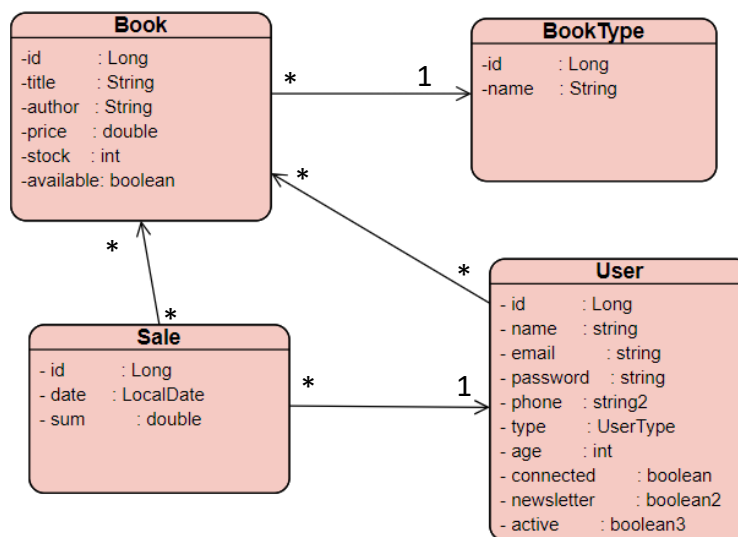 Book
-id : Long
-title : String
-author : String
-price : double
-stock : int
-available: boolean
* 1
BookType
-id : Long
-name : String
*
*
*
*
Sale
- id : Long
- date : LocalDate
- sum : double
* 1
User
- id : Long
- name : string
- email : string
- password : string
- phone : string2
- type : UserType
- age : int
- connected : boolean
- newsletter : boolean2
- active : boolean3